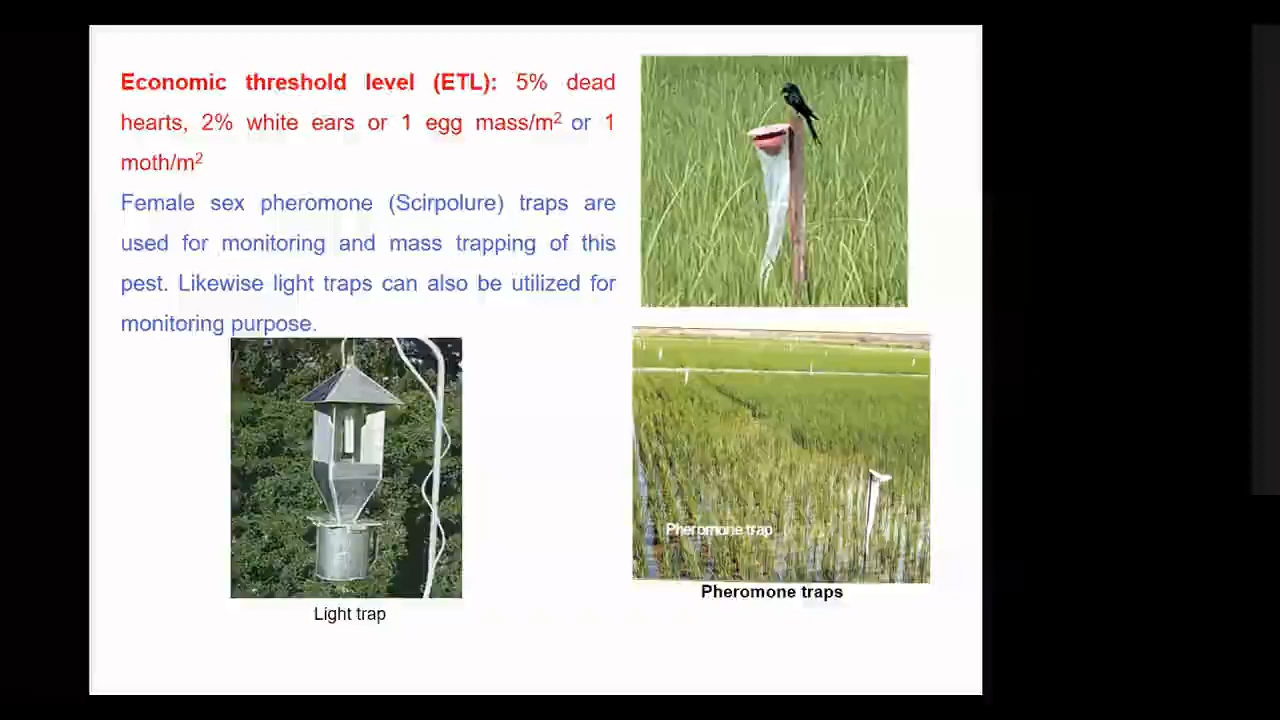 Economic threshold level (ETL): 5% dead
hearts, 2% white ears or 1 egg mass/m² or 1
moth/m²
Female sex pheromone (Scirpolure) traps are
used for monitoring and mass trapping of this
pest. Likewise light traps can also be utilized for
monitoring purpose.
Pheromone trap
Pheromone traps
Light trap